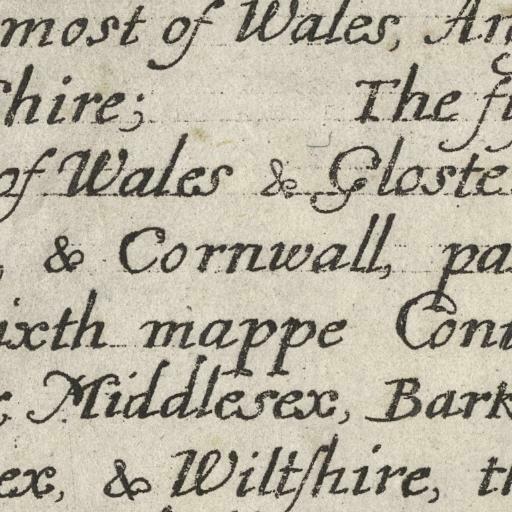 most of Wales, An
shire; The fi
of Wales & Gloste
, & Cornwall, pa
ixth mappe Cont
Middlesex, Bark
ex, & Wiltſhire, th